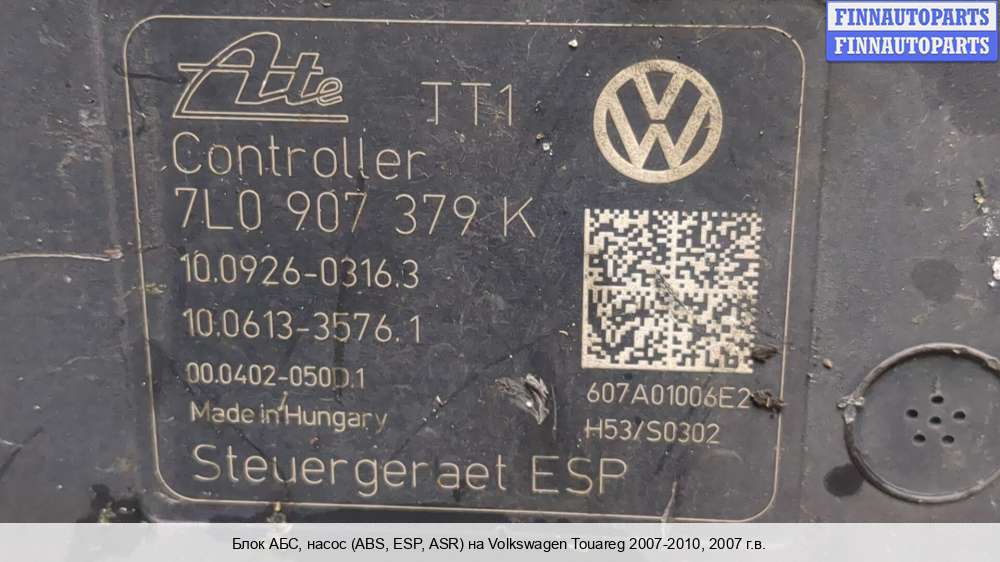 FINNAUTOPARTS
FINNAUTOPARTS
Ate TT1
Controller
7L0 907 379 K
10.0926-0316.3
10.0613-3576.1
00.0402-050D.1
Made in Hungary
607A01006E2
H53/S0302
Steuergeraet ESP
Блок АБС, насос (ABS, ESP, ASR) на Volkswagen Touareg 2007-2010, 2007 г.в.